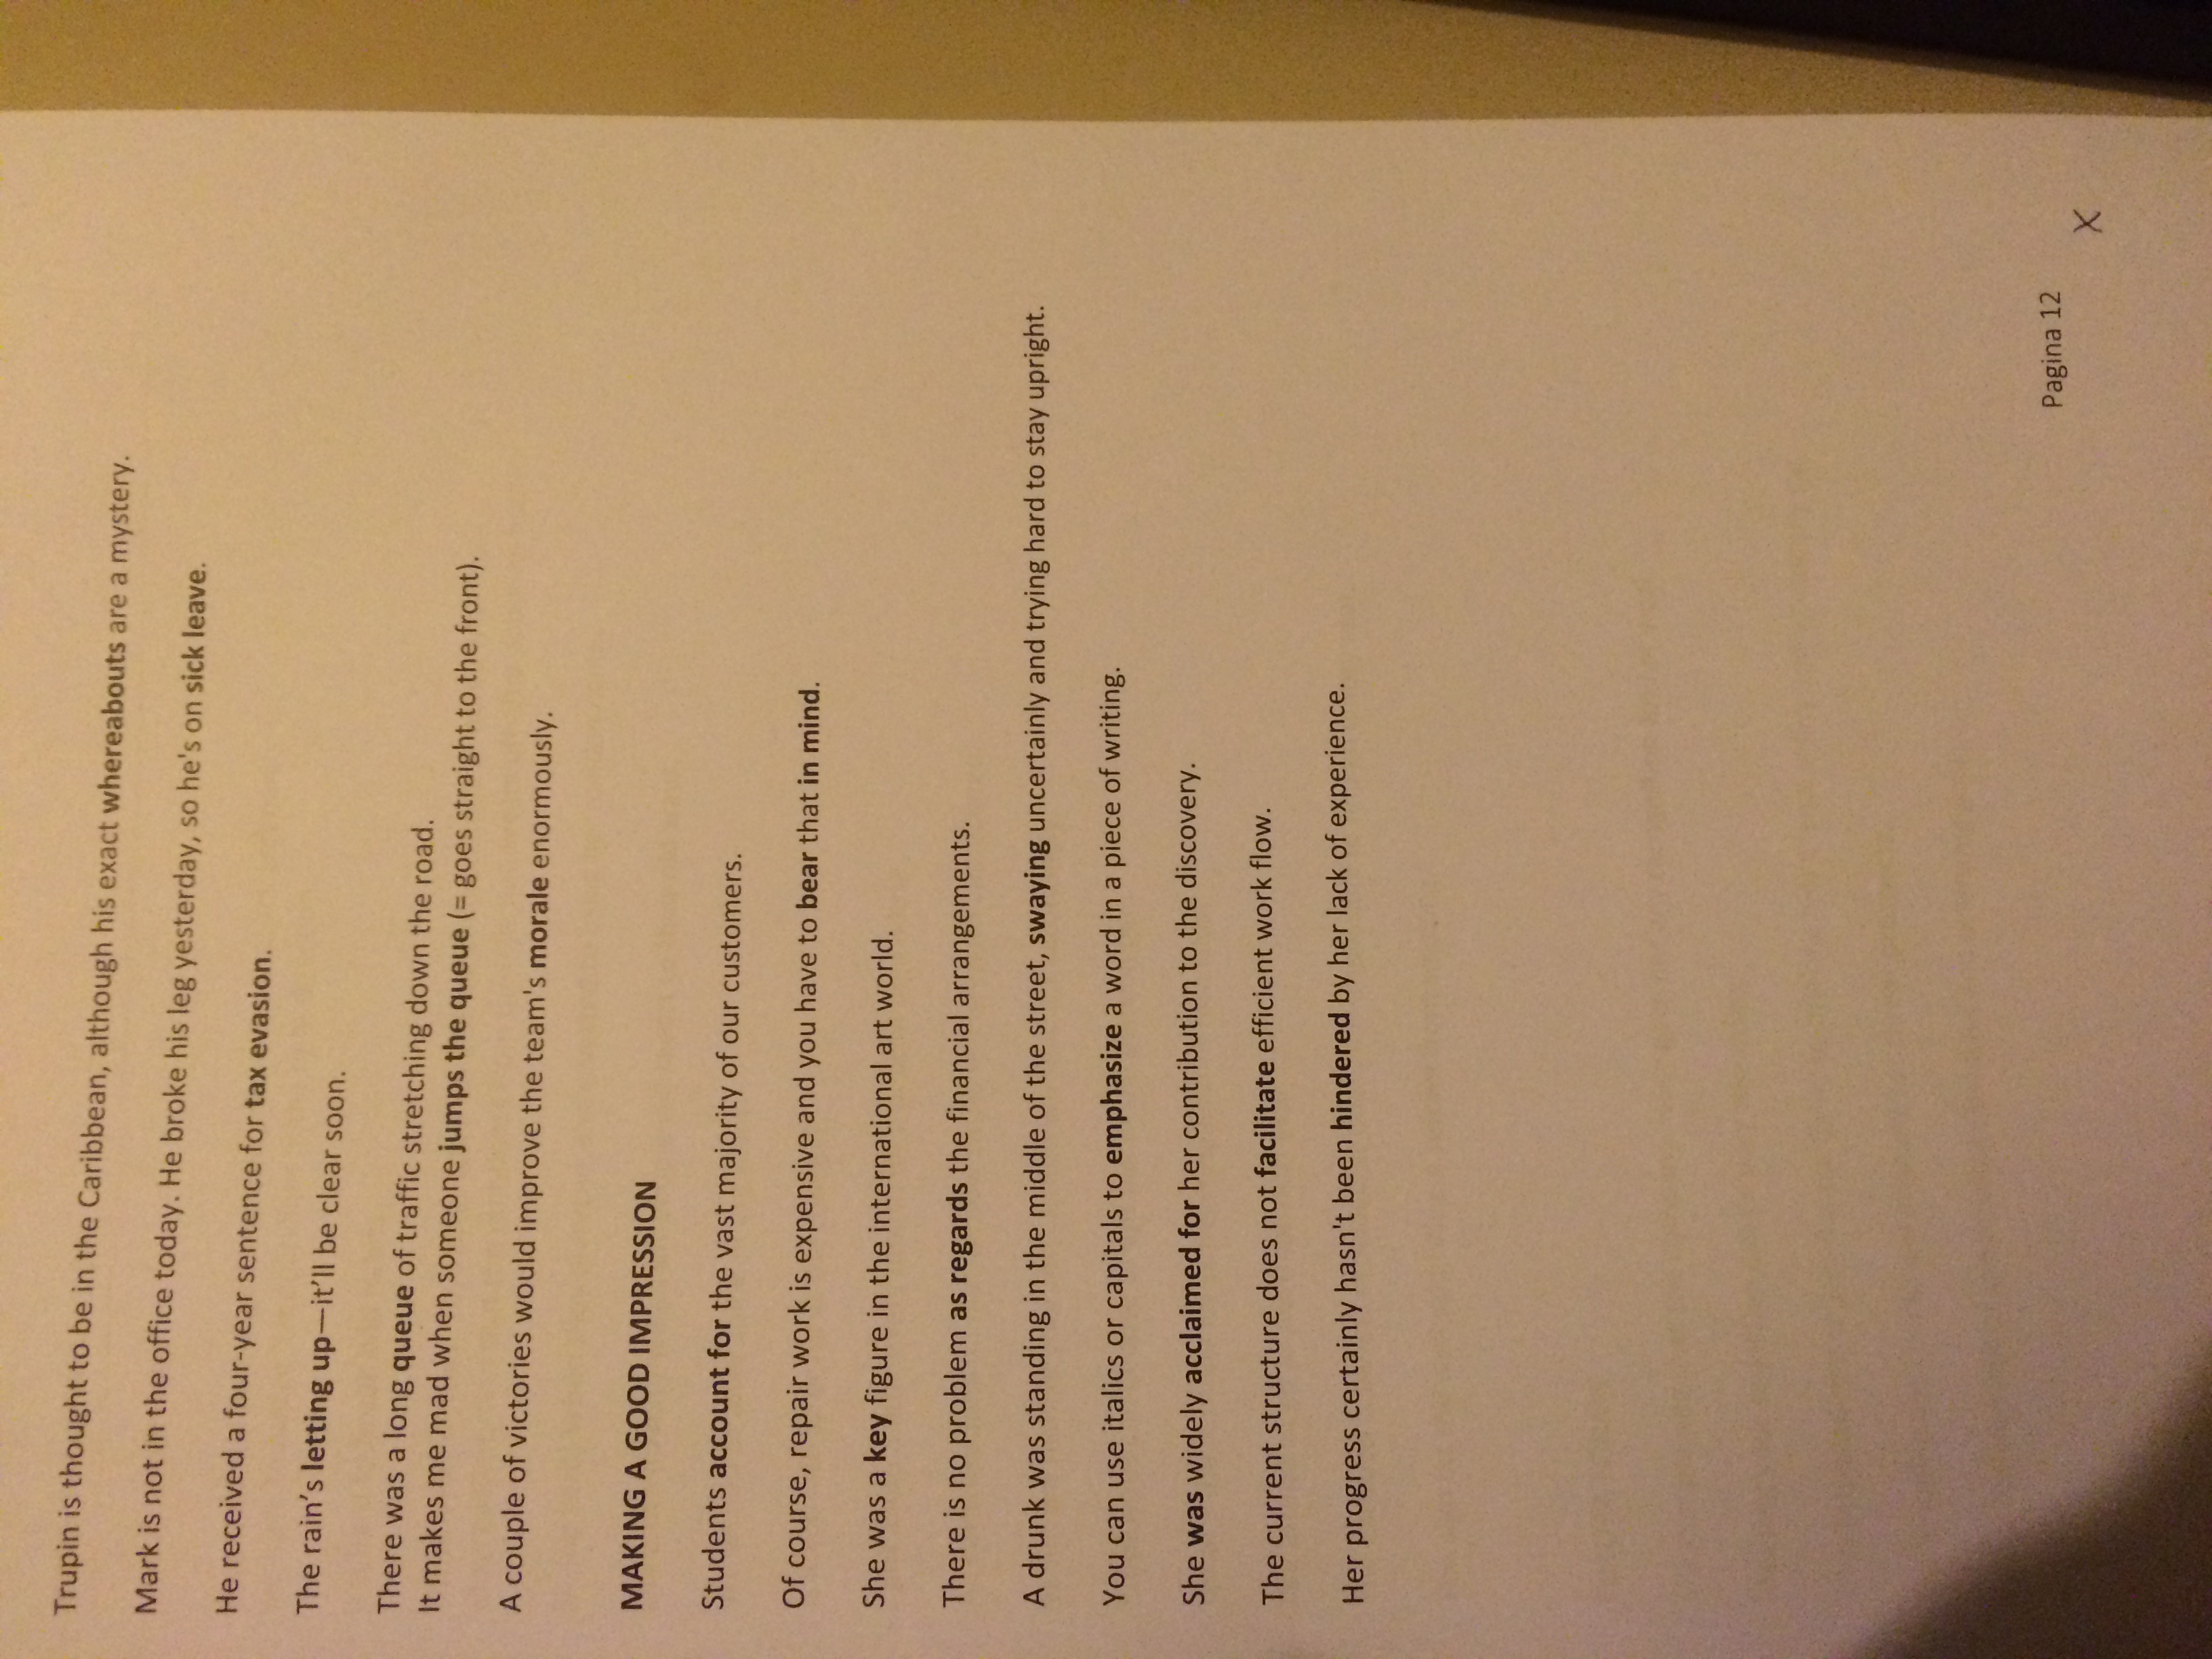 Trupin is thought to be in the Caribbean, although his exact whereabouts are a mystery.
Mark is not in the office today. He broke his leg yesterday, so he's on sick leave.
He received a four-year sentence for tax evasion.
The rain's letting up—it'll be clear soon.
There was a long queue of traffic stretching down the road.
It makes me mad when someone jumps the queue (= goes straight to the front).
A couple of victories would improve the team's morale enormously.
MAKING A GOOD IMPRESSION
Students account for the vast majority of our customers.
Of course, repair work is expensive and you have to bear that in mind.
She was a key figure in the international art world.
There is no problem as regards the financial arrangements.
A drunk was standing in the middle of the street, swaying uncertainly and trying hard to stay upright.
You can use italics or capitals to emphasize a word in a piece of writing.
She was widely acclaimed for her contribution to the discovery.
The current structure does not facilitate efficient work flow.
Her progress certainly hasn't been hindered by her lack of experience.
Pagina 12
X